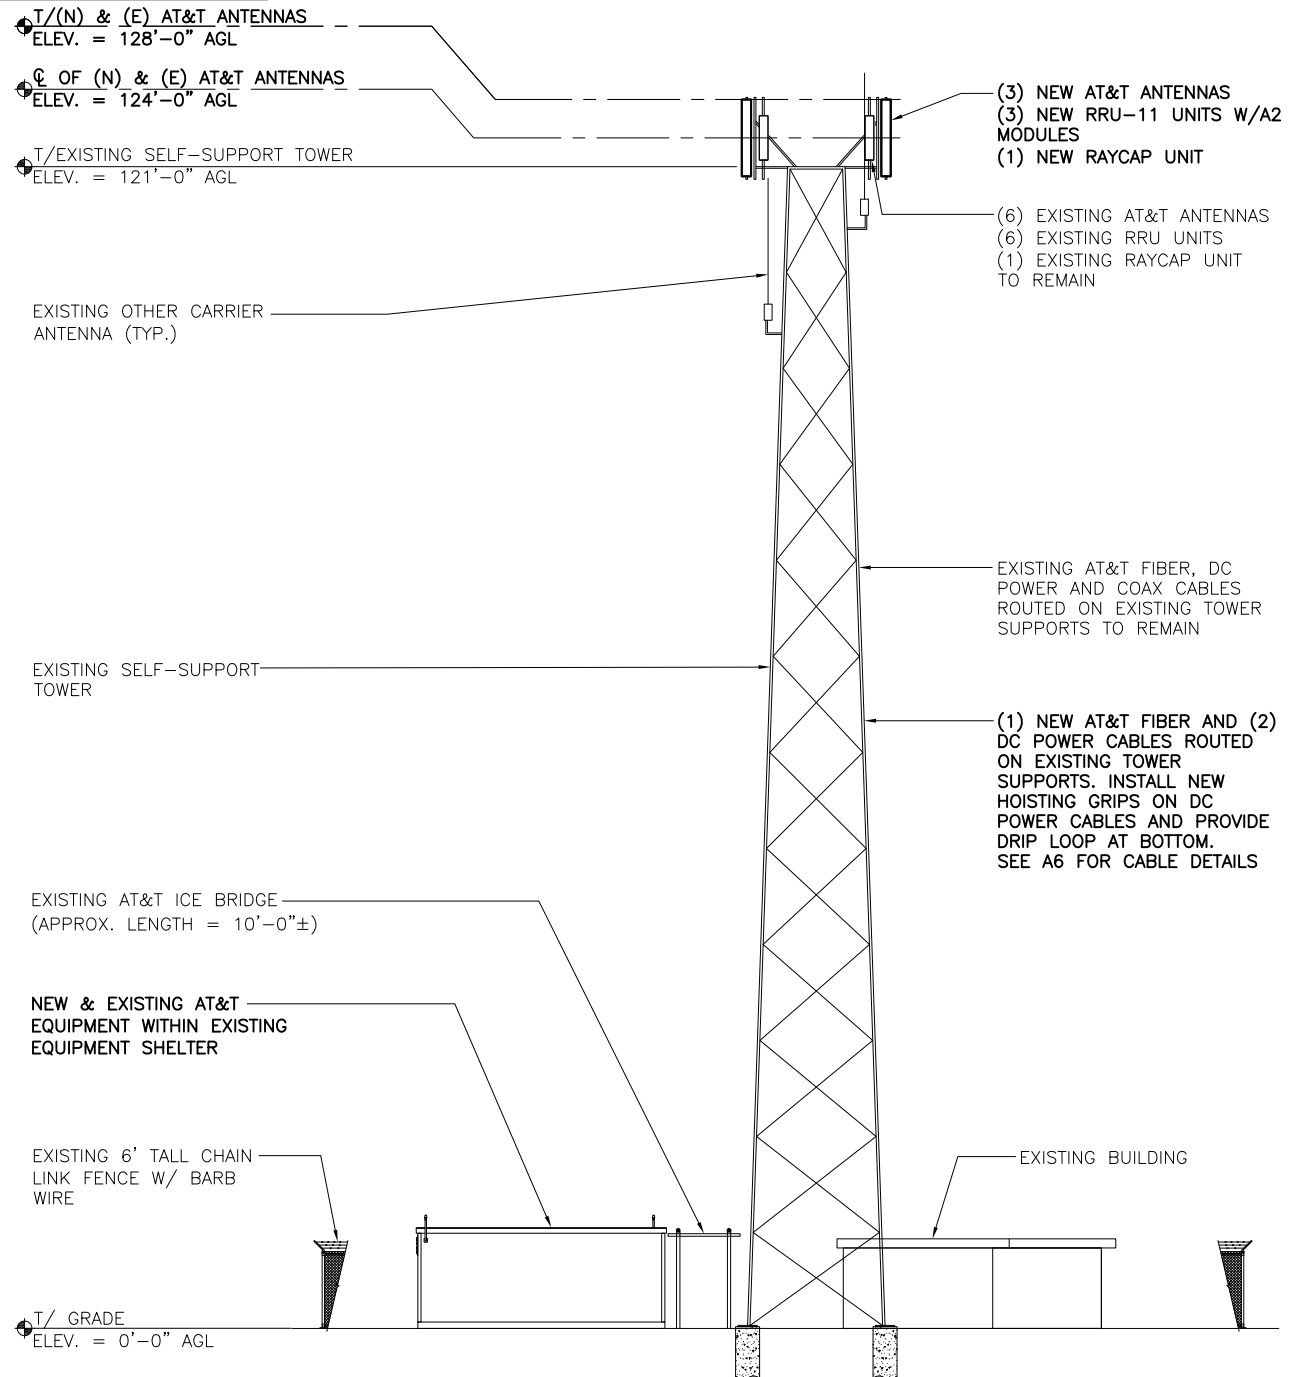 T/(N) & (E) AT&T ANTENNAS
ELEV. = 128'-0" AGL
℄ OF (N) & (E) AT&T ANTENNAS
ELEV. = 124'-0" AGL
T/EXISTING SELF-SUPPORT TOWER
ELEV. = 121'-0" AGL
(3) NEW AT&T ANTENNAS
(3) NEW RRU-11 UNITS W/A2
MODULES
(1) NEW RAYCAP UNIT
(6) EXISTING AT&T ANTENNAS
(6) EXISTING RRU UNITS
(1) EXISTING RAYCAP UNIT
TO REMAIN
EXISTING OTHER CARRIER
ANTENNA (TYP.)
EXISTING AT&T FIBER, DC
POWER AND COAX CABLES
ROUTED ON EXISTING TOWER
SUPPORTS TO REMAIN
EXISTING SELF-SUPPORT
TOWER
(1) NEW AT&T FIBER AND (2)
DC POWER CABLES ROUTED
ON EXISTING TOWER
SUPPORTS. INSTALL NEW
HOISTING GRIPS ON DC
POWER CABLES AND PROVIDE
DRIP LOOP AT BOTTOM.
SEE A6 FOR CABLE DETAILS
EXISTING AT&T ICE BRIDGE
(APPROX. LENGTH = 10'-0"±)
NEW & EXISTING AT&T
EQUIPMENT WITHIN EXISTING
EQUIPMENT SHELTER
EXISTING 6' TALL CHAIN
LINK FENCE W/ BARB
WIRE
EXISTING BUILDING
T/ GRADE
ELEV. = 0'-0" AGL